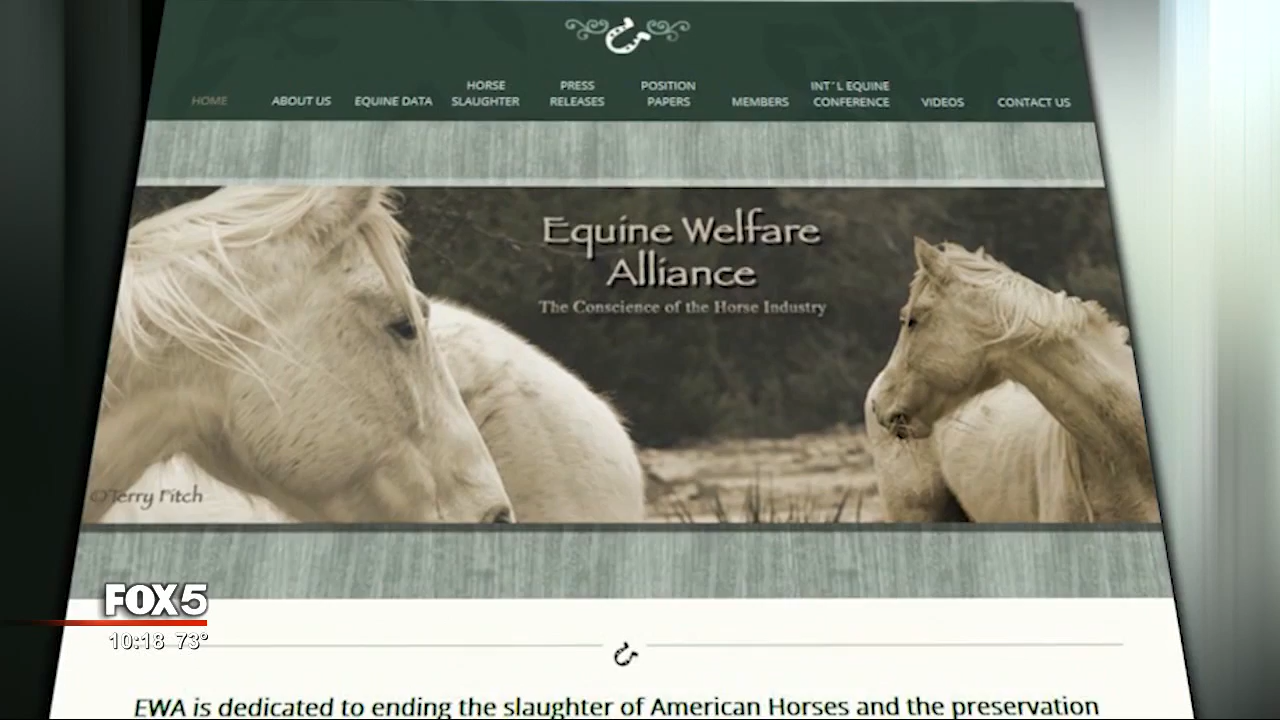 HORSE PRESS POSITION INT´L EQUINE
HOME ABOUT US EQUINE DATA SLAUGHTER RELEASES PAPERS MEMBERS CONFERENCE VIDEOS CONTACT US
Equine Welfare
Alliance
The Conscience of the Horse Industry
©Terry Fitch
FOX 5
10:18 73°
EWA is dedicated to ending the slaughter of American Horses and the preservation